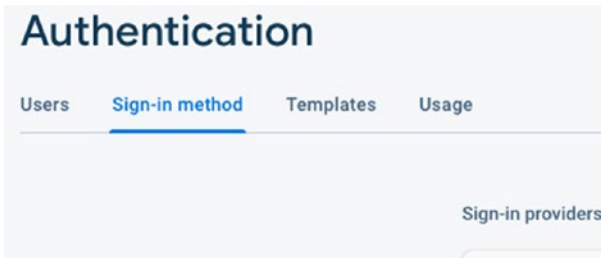 Authentication
Users Sign-in method Templates Usage
Sign-in providers